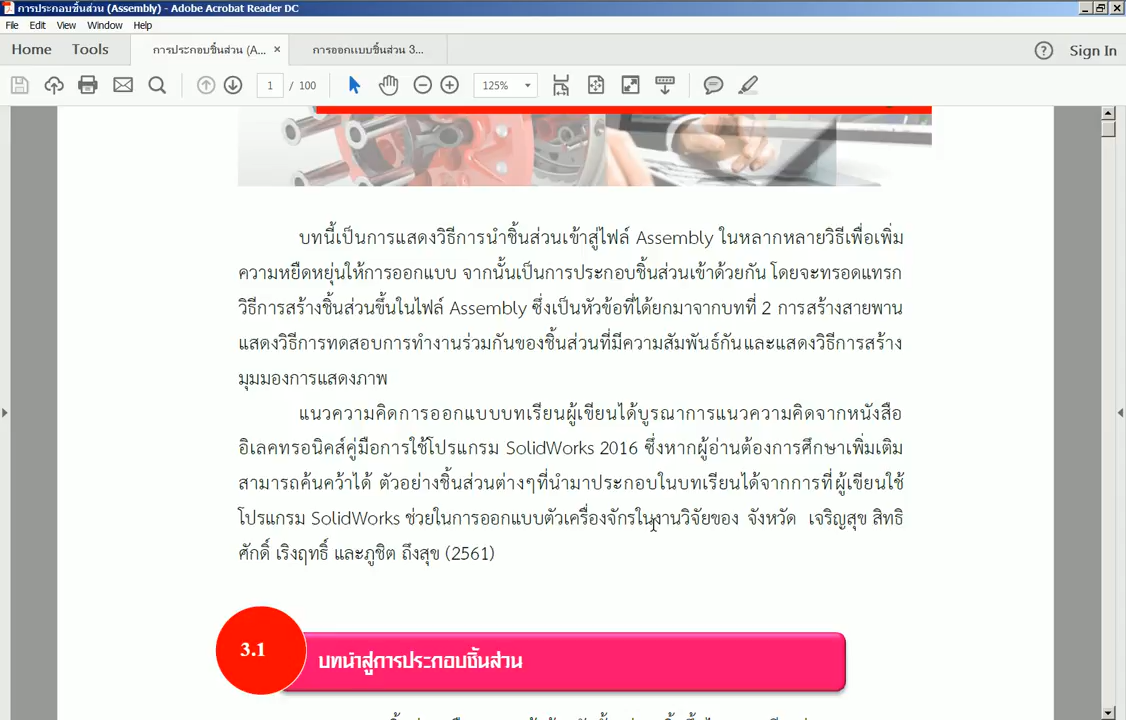 การประกอบชิ้นส่วน (Assembly) - Adobe Acrobat Reader DC
File Edit View Window Help
Home Tools การประกอบชิ้นส่วน (A... × การออกแบบชิ้นส่วน 3... Sign In
1 / 100 125%
บทนี้เป็นการแสดงวิธีการนำชิ้นส่วนเข้าสู่ไฟล์ Assembly ในหลากหลายวิธีเพื่อเพิ่ม
ความหยืดหยุ่นให้การออกแบบ จากนั้นเป็นการประกอบชิ้นส่วนเข้าด้วยกัน โดยจะทรอดแทรก
วิธีการสร้างชิ้นส่วนขึ้นในไฟล์ Assembly ซึ่งเป็นหัวข้อที่ได้ยกมาจากบทที่ 2 การสร้างสายพาน
แสดงวิธีการทดสอบการทำงานร่วมกันของชิ้นส่วนที่มีความสัมพันธ์กันและแสดงวิธีการสร้าง
มุมมองการแสดงภาพ
แนวความคิดการออกแบบบทเรียนผู้เขียนได้บูรณาการแนวความคิดจากหนังสือ
อิเลคทรอนิคส์คู่มือการใช้โปรแกรม SolidWorks 2016 ซึ่งหากผู้อ่านต้องการศึกษาเพิ่มเติม
สามารถค้นคว้าได้ ตัวอย่างชิ้นส่วนต่างๆที่นำมาประกอบในบทเรียนได้จากการที่ผู้เขียนใช้
โปรแกรม SolidWorks ช่วยในการออกแบบตัวเครื่องจักรในงานวิจัยของ จังหวัด เจริญสุข สิทธิ
ศักดิ์ เริงฤทธิ์ และภูชิต ถึงสุข (2561)
3.1 บทนำสู่การประกอบชิ้นส่วน